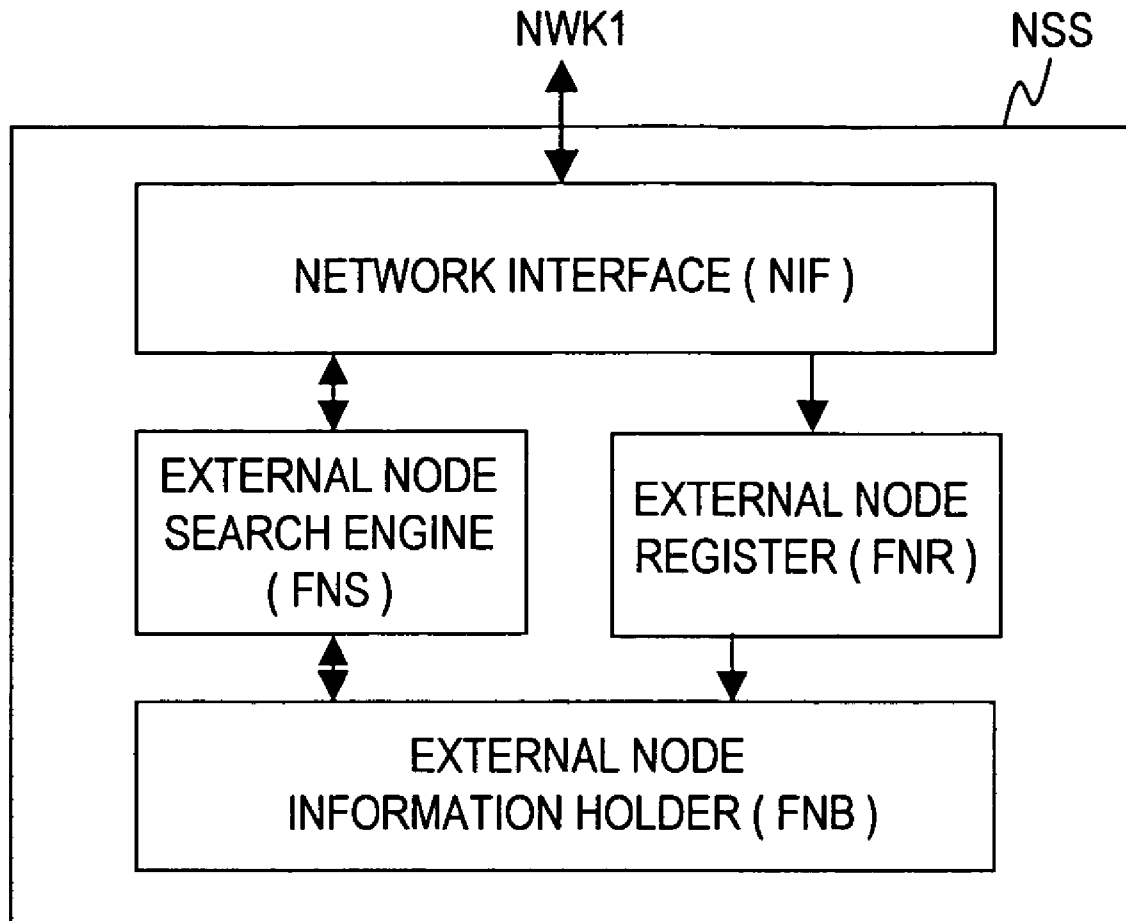 NWK1
NSS
NETWORK INTERFACE ( NIF )
EXTERNAL NODE
SEARCH ENGINE
( FNS )
EXTERNAL NODE
REGISTER ( FNR )
EXTERNAL NODE
INFORMATION HOLDER ( FNB )